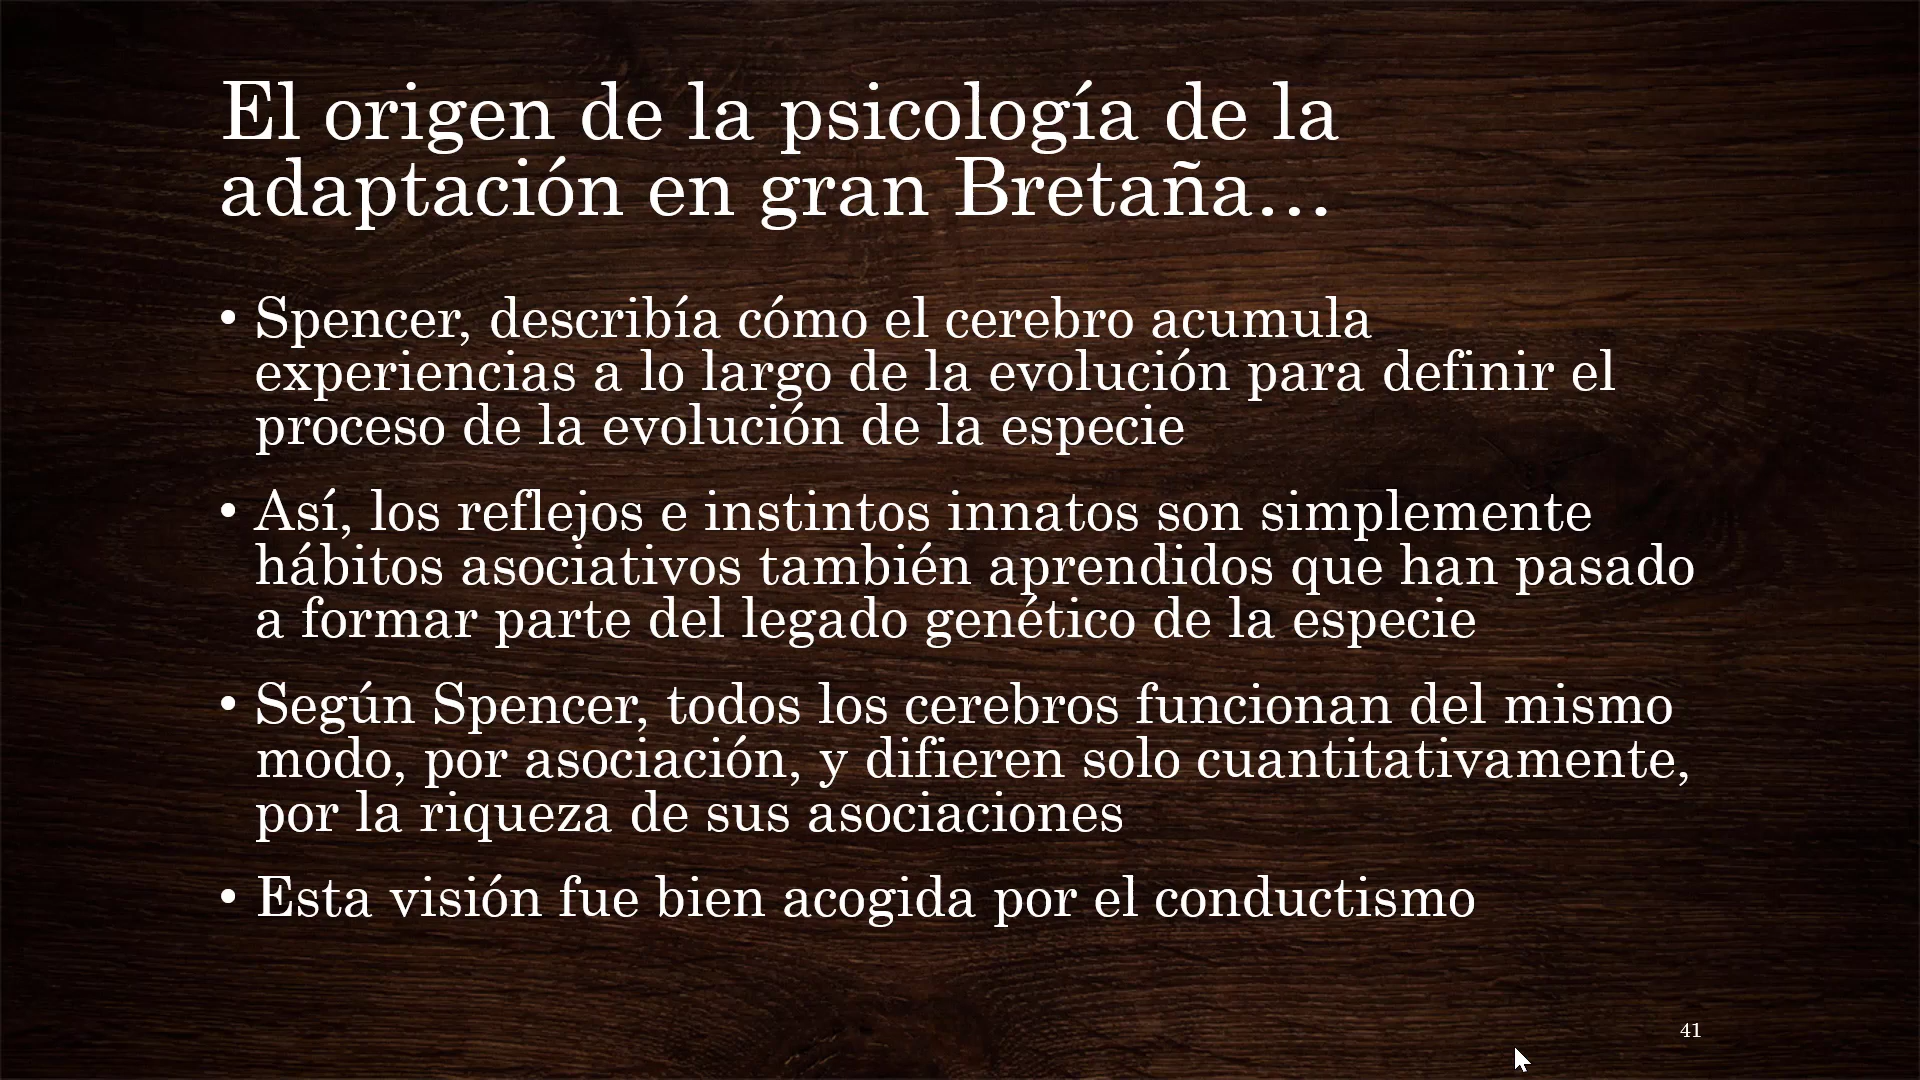 El origen de la psicología de la
adaptación en gran Bretaña…
• Spencer, describía cómo el cerebro acumula
experiencias a lo largo de la evolución para definir el
proceso de la evolución de la especie
• Así, los reflejos e instintos innatos son simplemente
hábitos asociativos también aprendidos que han pasado
a formar parte del legado genético de la especie
• Según Spencer, todos los cerebros funcionan del mismo
modo, por asociación, y difieren solo cuantitativamente,
por la riqueza de sus asociaciones
• Esta visión fue bien acogida por el conductismo
41